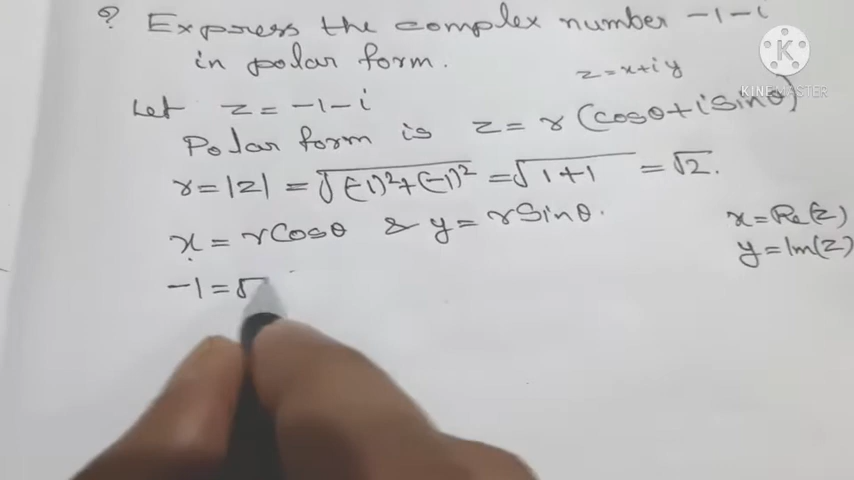 ? Express the complex number -1-i
in polar form.
z=x+iy
Let z = -1-i
Polar form is z=r(cosθ+isinθ)
r=|z| = √(-1)²+(-1)² = √1+1 = √2.
x = rCosθ & y=rSinθ.
x=Re(z)
y=Im(z)
-1=√
K
KINEMASTER